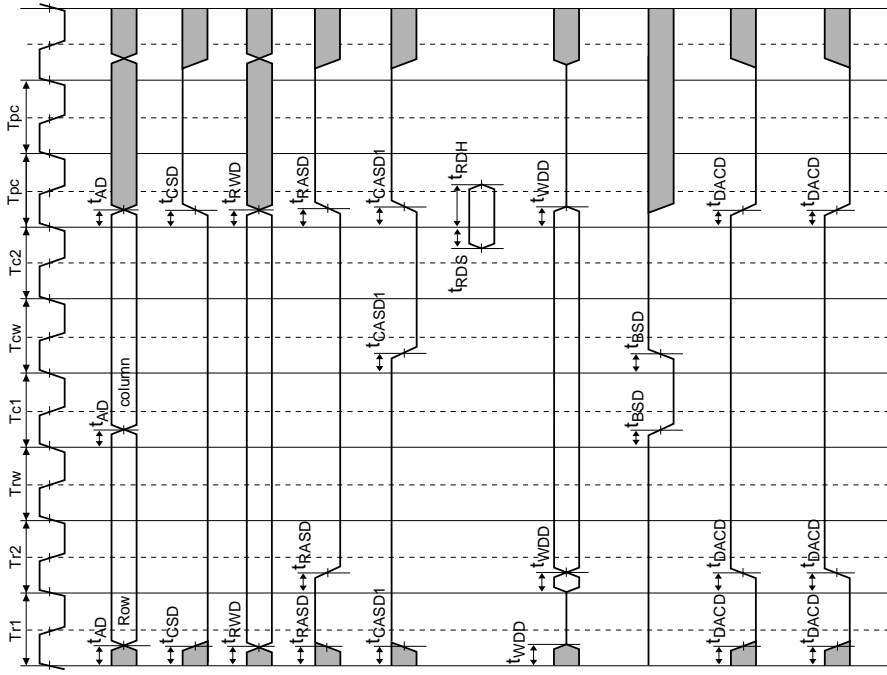 Tr1 Tr2 Trw Tc1 Tcw Tc2 Tpc Tpc
tAD tAD tAD
Row column
tCSD tCSD
tRWD tRWD
tRASD tRASD tRASD
tCASD1 tCASD1 tCASD1
tRDS tRDH
tWDD tWDD tWDD
tBSD tBSD
tDACD tDACD tDACD
tDACD tDACD tDACD